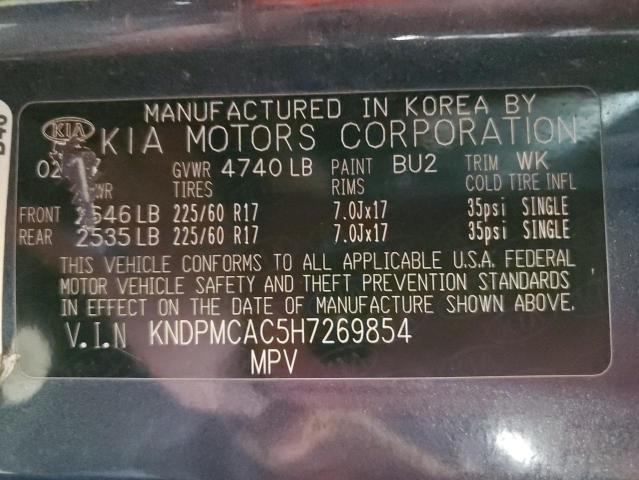 MANUFACTURED IN KOREA BY
KIA KIA MOTORS CORPORATION
GVWR 4740 LB PAINT BU2 TRIM WK
TIRES RIMS COLD TIRE INFL
FRONT 2546 LB 225/60 R17 7.0Jx17 35psi SINGLE
REAR 2535 LB 225/60 R17 7.0Jx17 35psi SINGLE
THIS VEHICLE CONFORMS TO ALL APPLICABLE U.S.A. FEDERAL
MOTOR VEHICLE SAFETY AND THEFT PREVENTION STANDARDS
IN EFFECT ON THE DATE OF MANUFACTURE SHOWN ABOVE.
V.I.N KNDPMCAC5H7269854
MPV